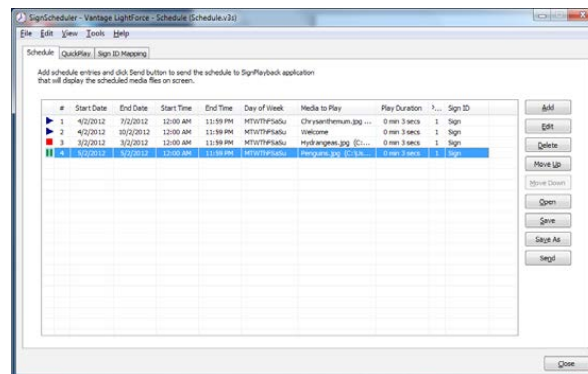 SignScheduler - Vantage LightForce - Schedule (Schedule.v3s)
File Edit View Tools Help
Schedule QuickPlay Sign ID Mapping
Add schedule entries and click Send button to send the schedule to SignPlayback application
that will display the scheduled media files on screen.
# Start Date End Date Start Time End Time Day of Week Media to Play Play Duration Sign ID
1 4/2/2012 7/2/2012 12:00 AM 11:59 PM MTWThFSaSu Chrysanthemum.jpg ... 0 min 3 secs 1 Sign
2 4/2/2012 10/2/2012 12:00 AM 11:59 PM MTWThFSaSu Welcome 0 min 3 secs 1 Sign
3 3/2/2012 3/2/2012 12:00 AM 11:59 PM MTWThFSaSu Hydrangeas.jpg (C:... 0 min 3 secs 1 Sign
4 5/2/2012 5/2/2012 12:00 AM 11:59 PM MTWThFSaSu Penguins.jpg (C:\Us... 0 min 3 secs 1 Sign
Add
Edit
Delete
Move Up
Move Down
Open
Save
Save As
Send
Close